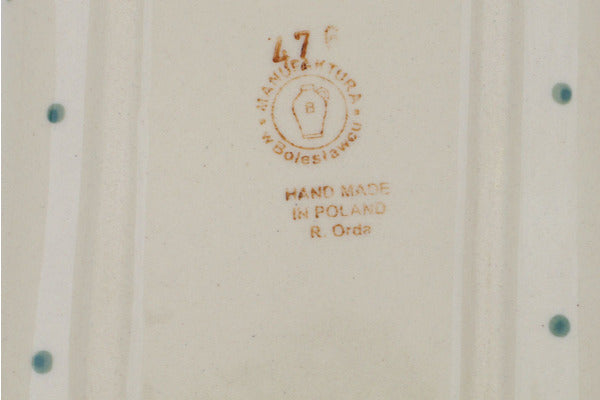 47
MANUFAKTURA
w Bolesławcu
B
HAND MADE
IN POLAND
R. Orda